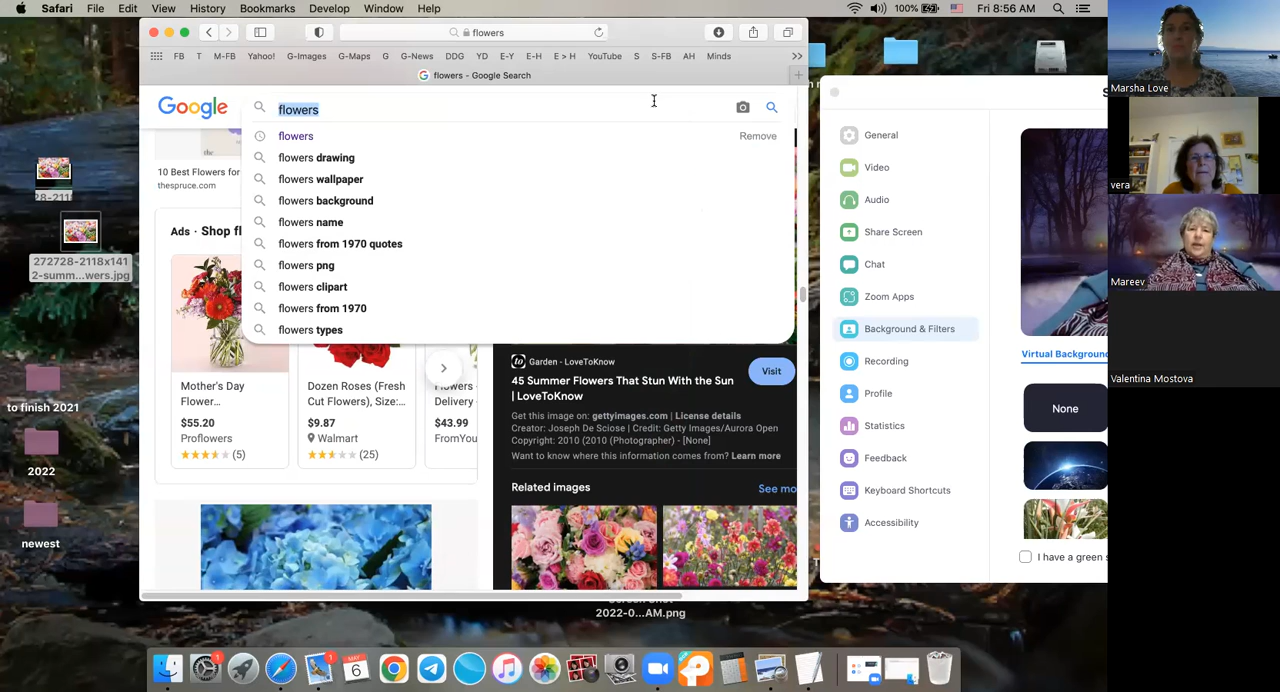 Safari File Edit View History Bookmarks Develop Window Help
100% Fri 8:56 AM
flowers
FB T M-FB Yahoo! G-Images G-Maps G G-News DDG YD E-Y E-H E > H YouTube S S-FB AH Minds
flowers - Google Search
Google
flowers
flowers
Remove
flowers drawing
flowers wallpaper
flowers background
flowers name
flowers from 1970 quotes
flowers png
flowers clipart
flowers from 1970
flowers types
10 Best Flowers for
thespruce.com
Ads · Shop fl
Mother's Day
Flower...
$55.20
Proflowers
(5)
Dozen Roses (Fresh
Cut Flowers), Size:...
$9.87
Walmart
(25)
Flowers -
Delivery
$43.99
FromYou
Garden - LoveToKnow
Visit
45 Summer Flowers That Stun With the Sun
| LoveToKnow
Get this image on: gettyimages.com | License details
Creator: Joseph De Sciose | Credit: Getty Images/Aurora Open
Copyright: 2010 (2010 (Photographer) - [None]
Want to know where this information comes from? Learn more
Related images
See mo
General
Video
Audio
Share Screen
Chat
Zoom Apps
Background & Filters
Recording
Profile
Statistics
Feedback
Keyboard Shortcuts
Accessibility
S
Virtual Background
None
I have a green s
Marsha Love
vera
Mareev
Valentina Mostova
272728-2118x141
2-summ...wers.jpg
to finish 2021
2022
newest
2022-0...AM.png
1
1
MAY
6